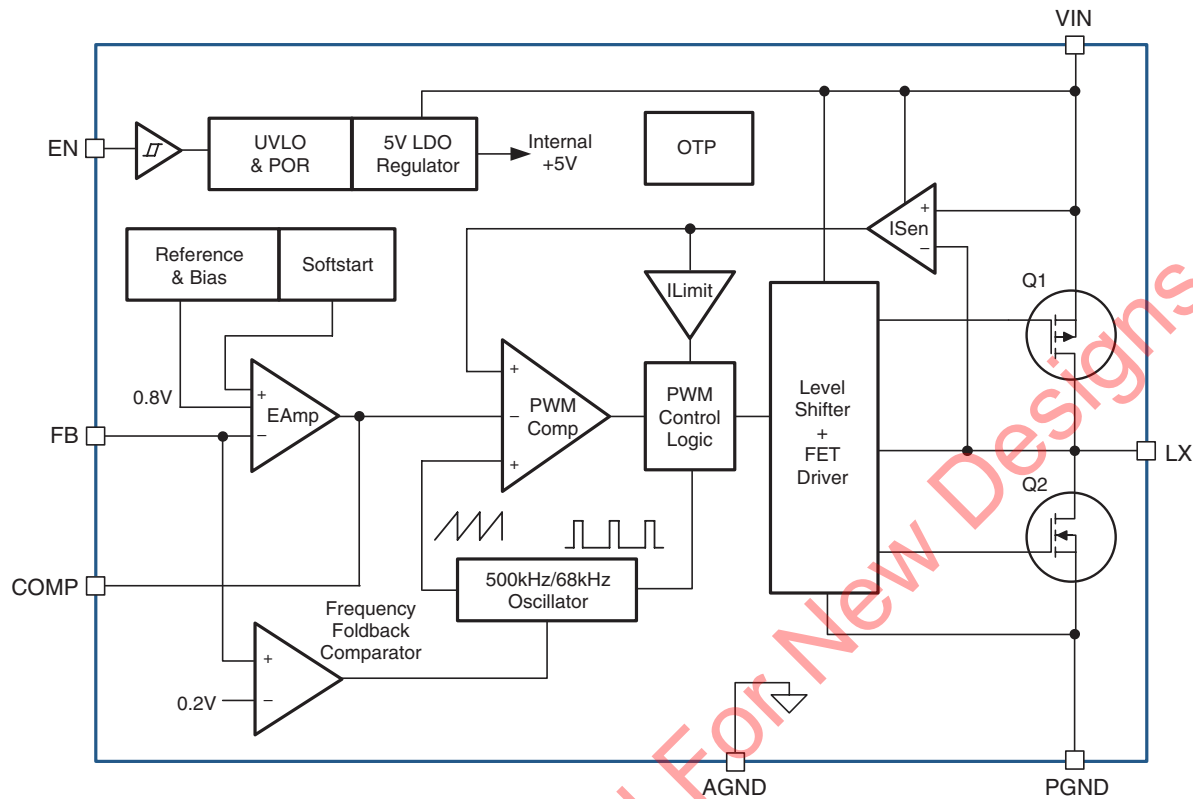 VIN
EN
UVLO
& POR
5V LDO
Regulator
Internal
+5V
OTP
Reference
& Bias
Softstart
+
ISen
−
ILimit
Q1
+
0.8V
EAmp
−
FB
+
−
PWM
Comp
+
PWM
Control
Logic
Level
Shifter
+
FET
Driver
LX
Q2
COMP
500kHz/68kHz
Oscillator
Frequency
Foldback
Comparator
+
0.2V
−
AGND
PGND
For New Designs